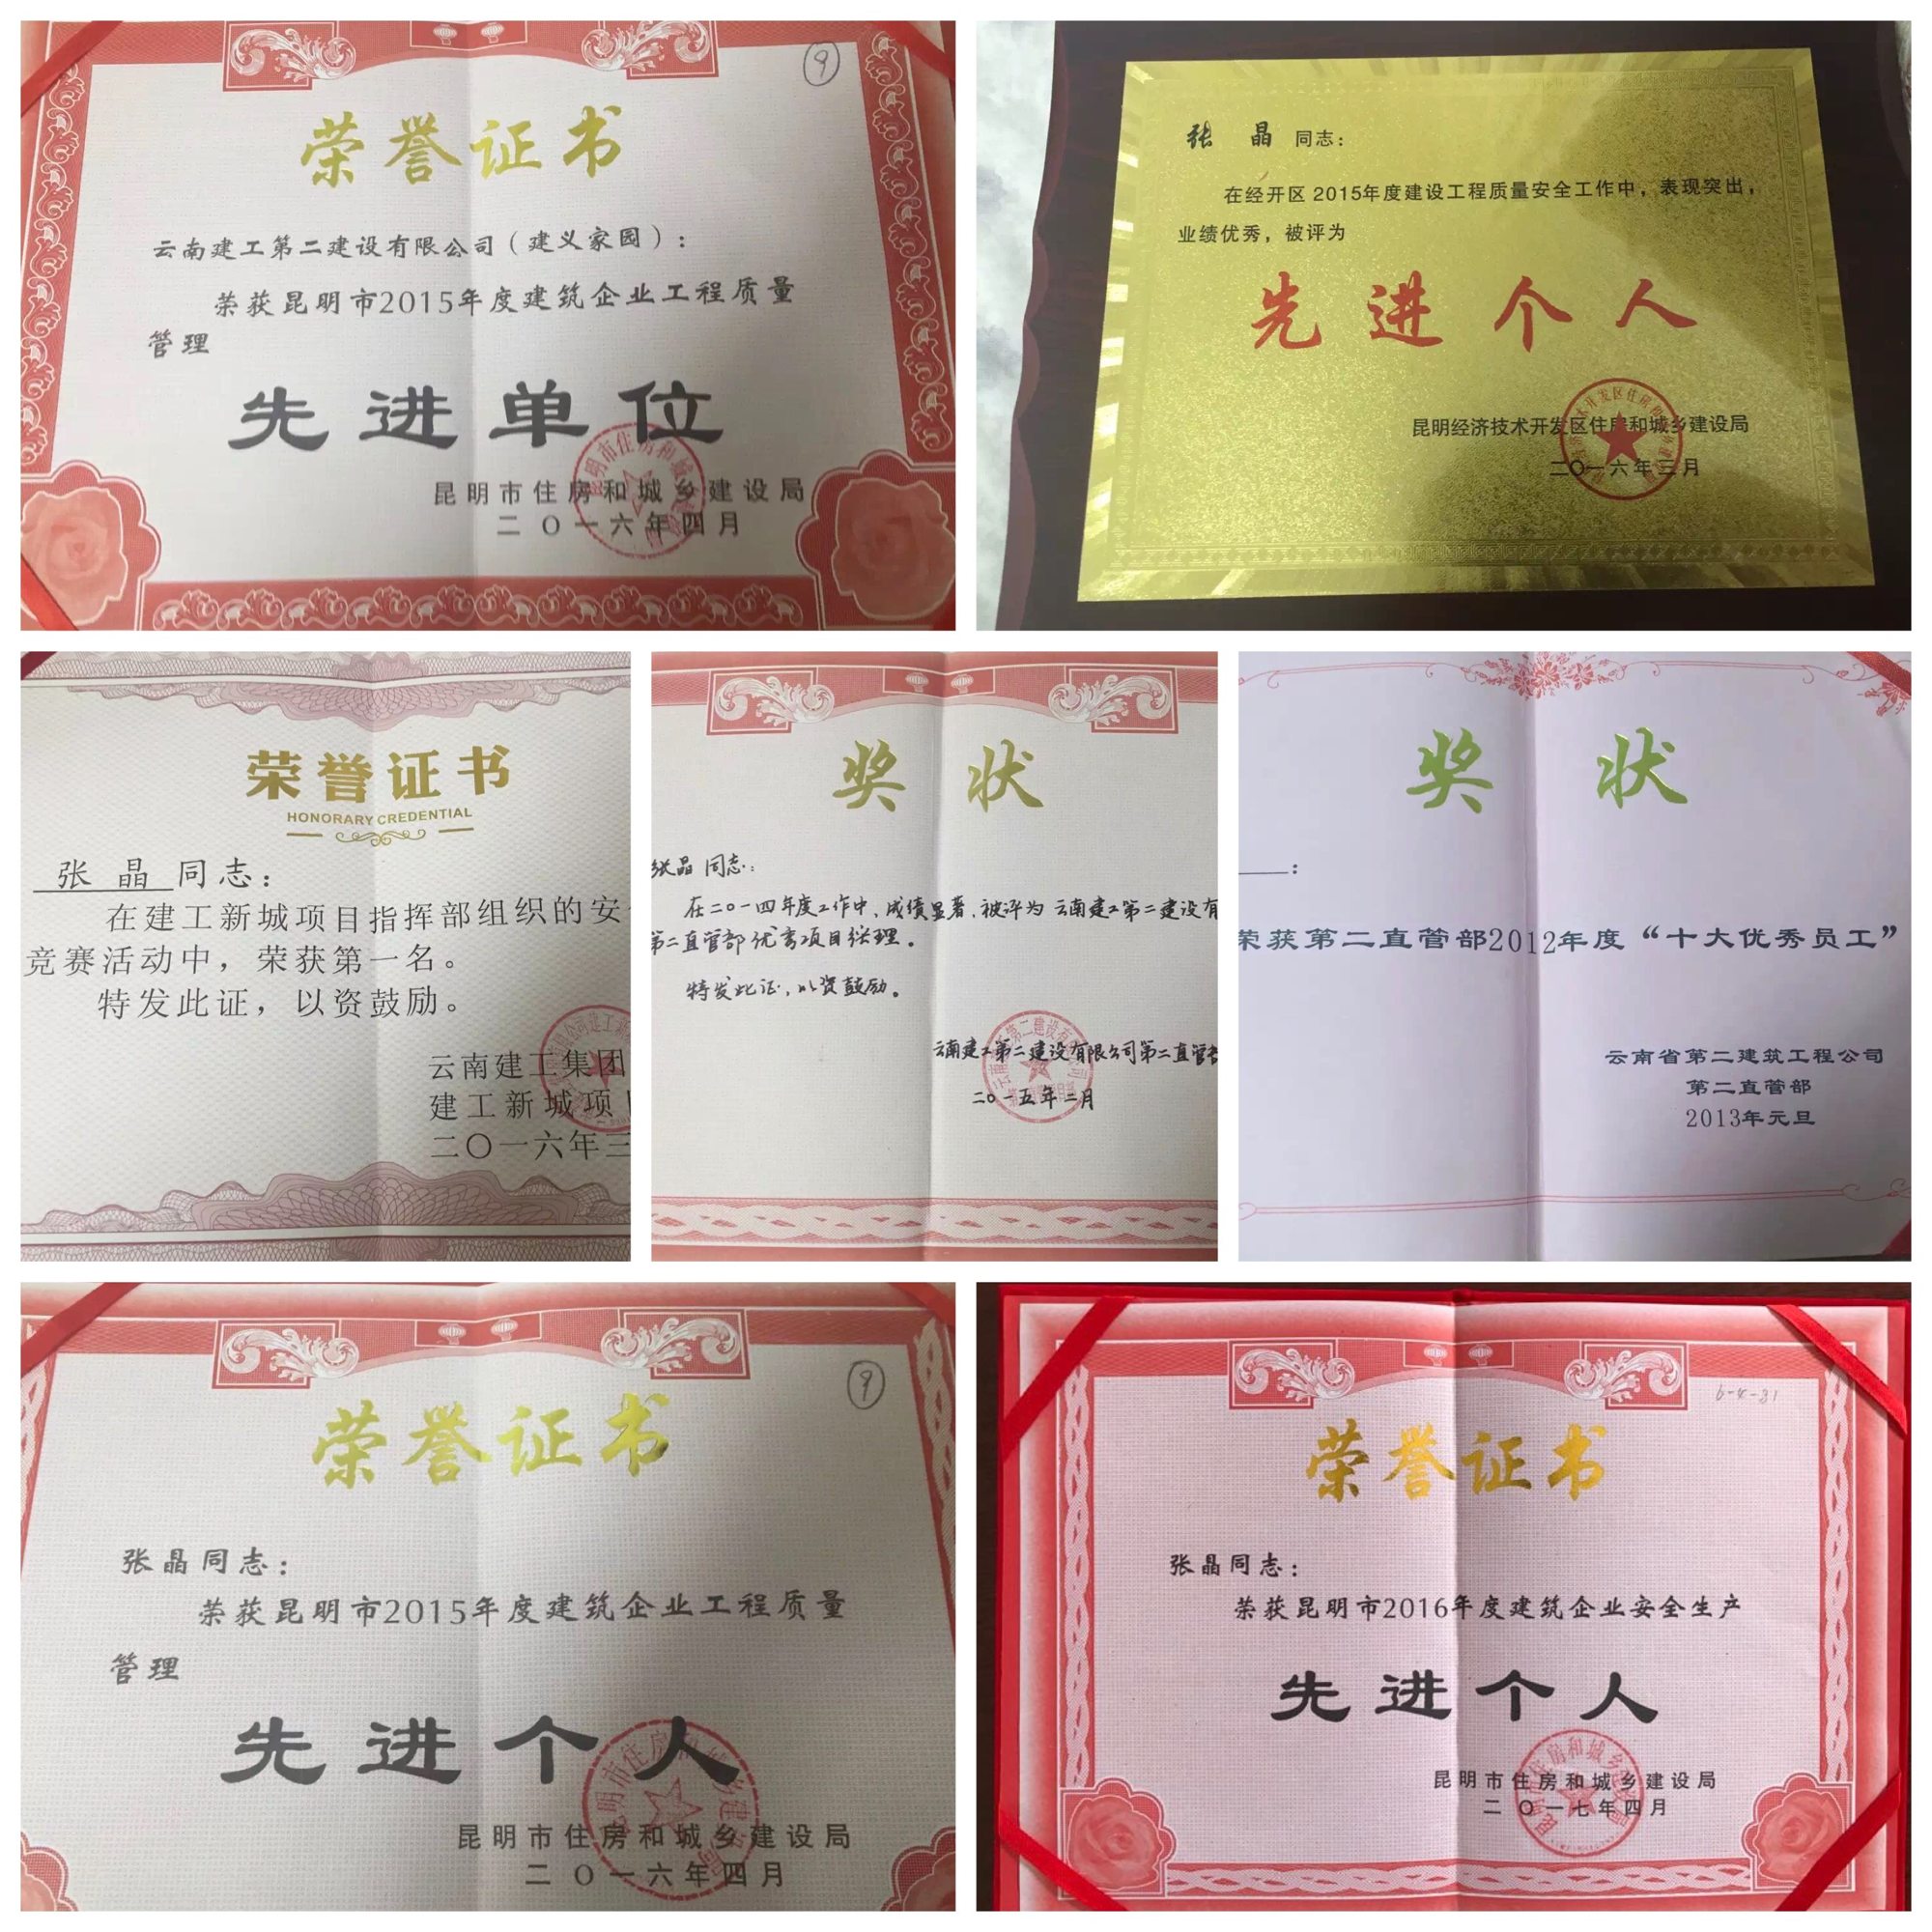 9
荣誉证书
云南建工第二建设有限公司（建义家园）：
荣获昆明市2015年度建筑企业工程质量
管理
先进单位
昆明市住房和城乡建设局
二〇一六年四月
张 晶 同志：
在经开区2015年度建设工程质量安全工作中，表现突出，
业绩优秀，被评为
先进个人
昆明经济技术开发区住房和城乡建设局
二〇一六年三月
荣誉证书
HONORARY CREDENTIAL
张 晶 同志：
在建工新城项目指挥部组织的安
竞赛活动中，荣获第一名。
特发此证，以资鼓励。
云南建工集团
建工新城项
二〇一六年三
奖状
张晶 同志：
在二〇一四年度工作中，成绩显著，被评为 云南建工第二建设有
第二直管部优秀项目经理。
特发此证，以资鼓励。
云南建工第二建设有限公司第二直管部
二〇一五年二月
奖状
：
荣获第二直管部2012年度“十大优秀员工”
云南省第二建筑工程公司
第二直管部
2013年元旦
9
荣誉证书
张晶同志：
荣获昆明市2015年度建筑企业工程质量
管理
先进个人
昆明市住房和城乡建设局
二〇一六年四月
6-4-31
荣誉证书
张晶同志：
荣获昆明市2016年度建筑企业安全生产
先进个人
昆明市住房和城乡建设局
二〇一七年四月